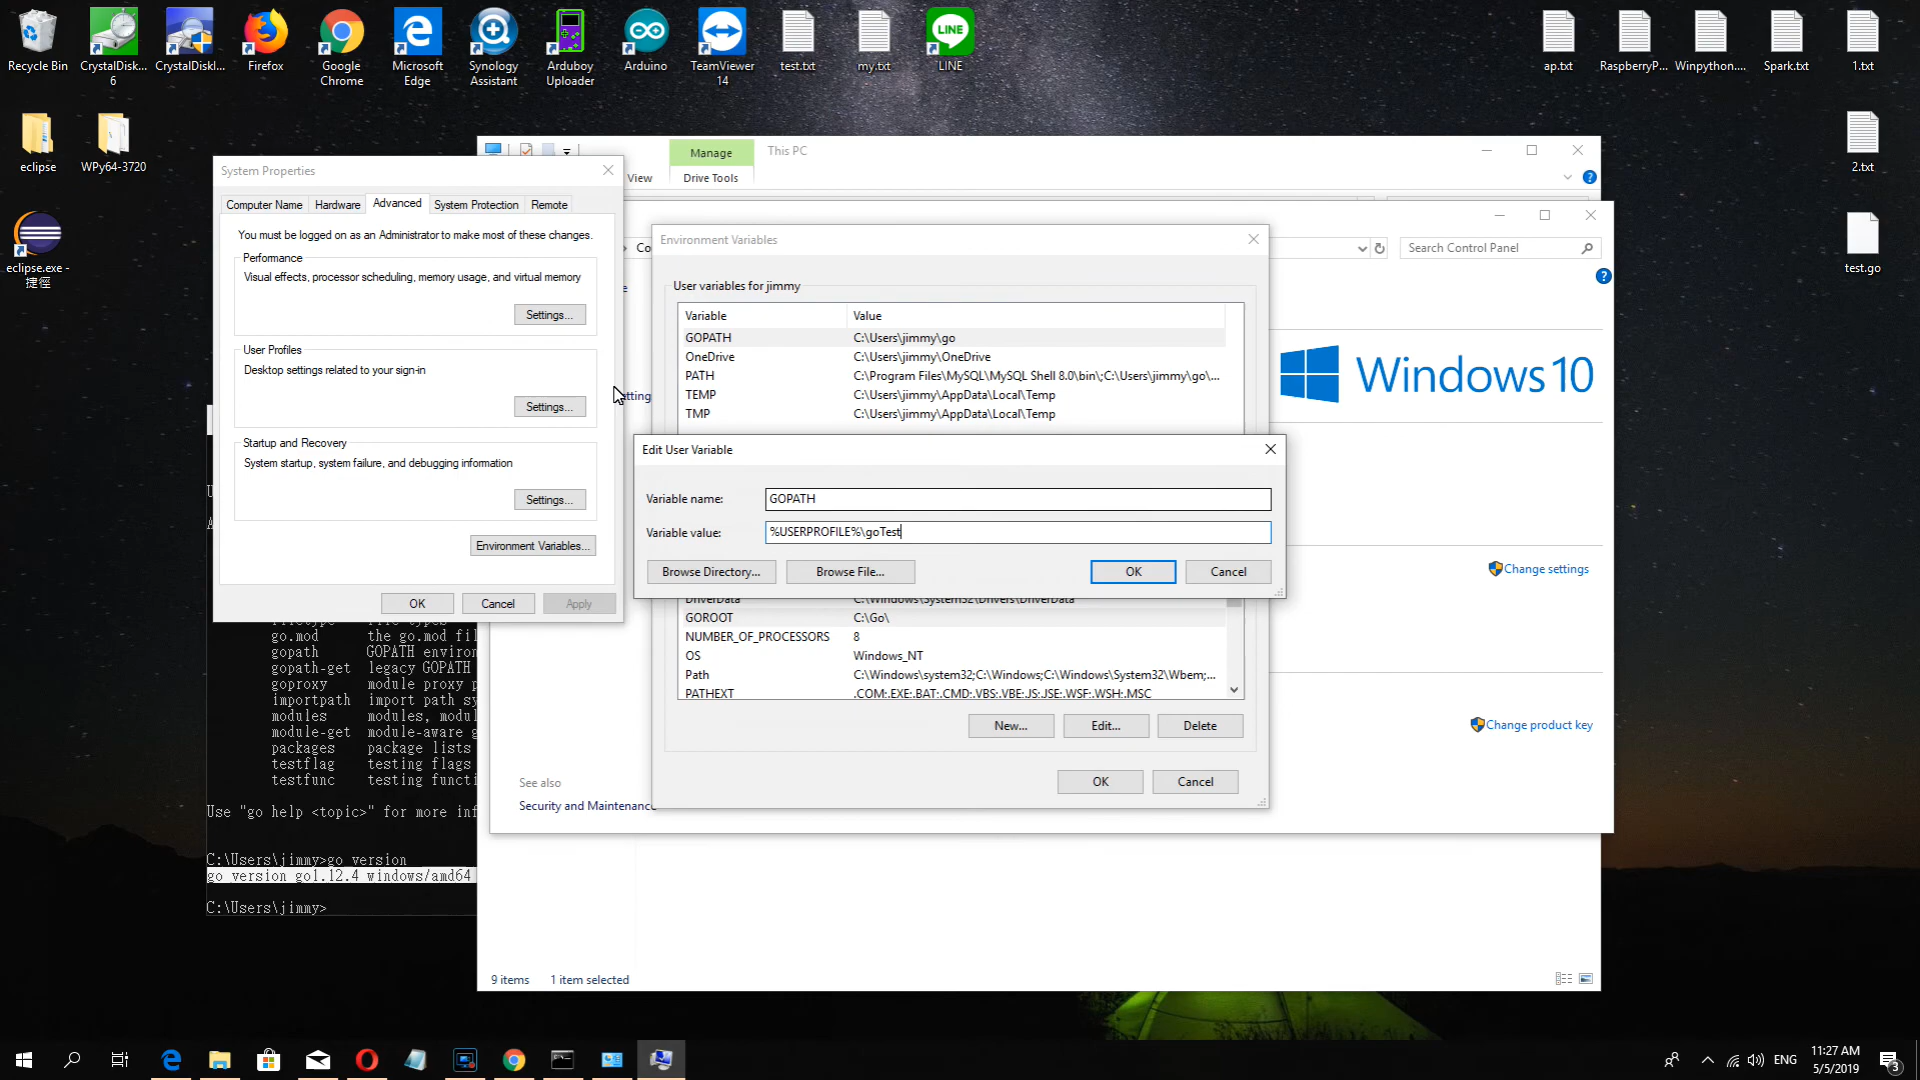 Recycle Bin
CrystalDisk...
6
CrystalDiskI...
Firefox
Google
Chrome
Microsoft
Edge
Synology
Assistant
Arduboy
Uploader
Arduino
TeamViewer
14
test.txt
my.txt
LINE
LINE
ap.txt
RaspberryP...
Winpython....
Spark.txt
1.txt
eclipse
WPy64-3720
2.txt
eclipse.exe -
捷徑
test.go
Manage
This PC
View
Drive Tools
System Properties
Computer Name
Hardware
Advanced
System Protection
Remote
You must be logged on as an Administrator to make most of these changes.
Performance
Visual effects, processor scheduling, memory usage, and virtual memory
Settings...
User Profiles
Desktop settings related to your sign-in
Settings...
Startup and Recovery
System startup, system failure, and debugging information
Settings...
Environment Variables...
OK
Cancel
Apply
Co
Search Control Panel
Environment Variables
User variables for jimmy
Variable
Value
GOPATH
C:\Users\jimmy\go
OneDrive
C:\Users\jimmy\OneDrive
PATH
C:\Program Files\MySQL\MySQL Shell 8.0\bin\;C:\Users\jimmy\go\...
TEMP
C:\Users\jimmy\AppData\Local\Temp
TMP
C:\Users\jimmy\AppData\Local\Temp
Windows 10
Edit User Variable
Variable name:
GOPATH
Variable value:
%USERPROFILE%\goTest
Browse Directory...
Browse File...
OK
Cancel
DriverData
C:\Windows\System32\Drivers\DriverData
GOROOT
C:\Go\
NUMBER_OF_PROCESSORS
8
OS
Windows_NT
Path
C:\Windows\system32;C:\Windows;C:\Windows\System32\Wbem;...
PATHEXT
.COM;.EXE;.BAT;.CMD;.VBS;.VBE;.JS;.JSE;.WSF;.WSH;.MSC
New...
Edit...
Delete
OK
Cancel
Change settings
Change product key
See also
Security and Maintenance
go.mod the go.mod fil
gopath GOPATH environ
gopath-get legacy GOPATH
goproxy module proxy p
importpath import path sy
modules modules, modul
module-get module-aware g
packages package lists
testflag testing flags
testfunc testing functi
Use "go help <topic>" for more inf
C:\Users\jimmy>go version
go version go1.12.4 windows/amd64
C:\Users\jimmy>
9 items
1 item selected
ENG
11:27 AM
5/5/2019
3